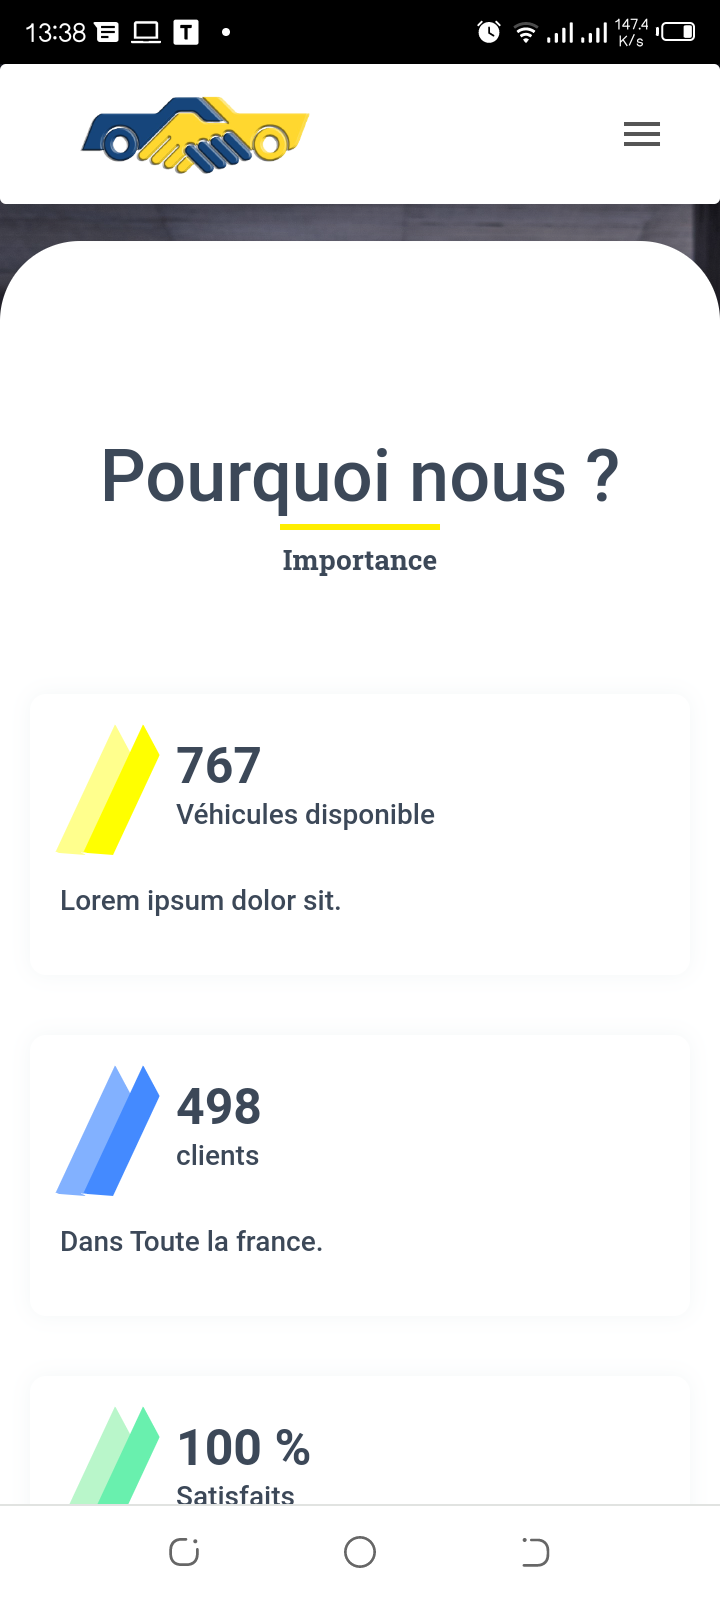 13:38 T 147.4
K/s
Pourquoi nous ?
Importance
767
Véhicules disponible
Lorem ipsum dolor sit.
498
clients
Dans Toute la france.
100 %
Satisfaits